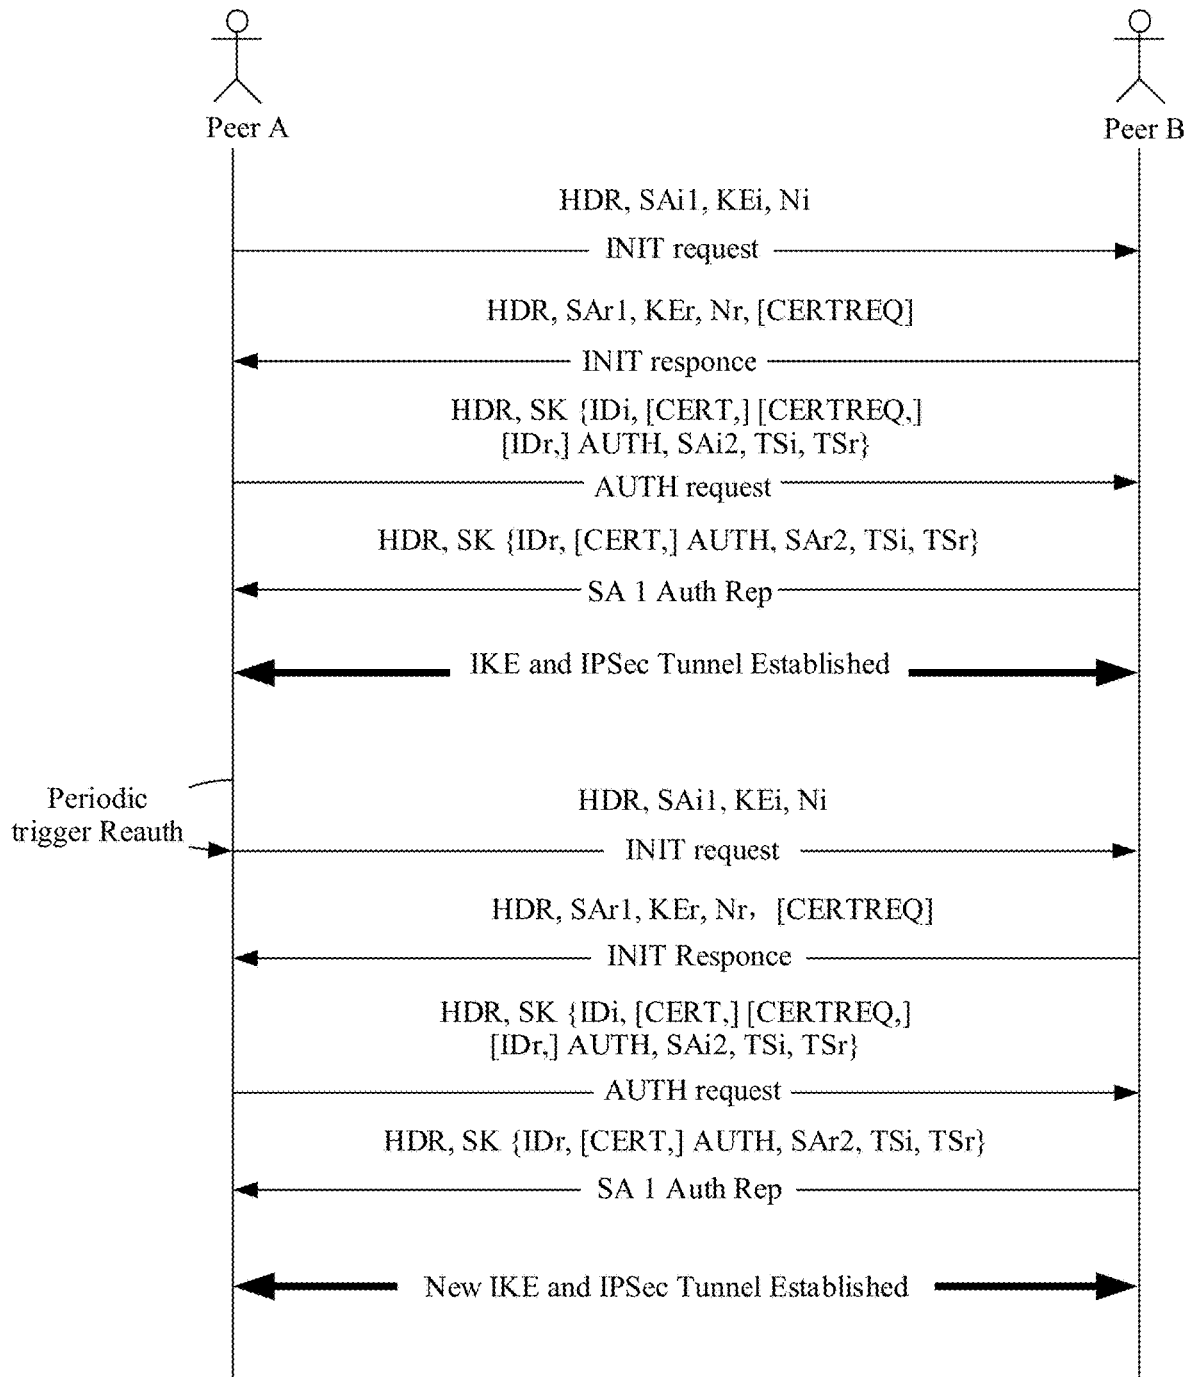 Peer A
Peer B
HDR, SAi1, KEi, Ni
INIT request
HDR, SAr1, KEr, Nr, [CERTREQ]
INIT responce
HDR, SK {IDi, [CERT,] [CERTREQ,]
[IDr,] AUTH, SAi2, TSi, TSr}
AUTH request
HDR, SK {IDr, [CERT,] AUTH, SAr2, TSi, TSr}
SA 1 Auth Rep
IKE and IPSec Tunnel Established
Periodic
trigger Reauth
HDR, SAi1, KEi, Ni
INIT request
HDR, SAr1, KEr, Nr，[CERTREQ]
INIT Responce
HDR, SK {IDi, [CERT,] [CERTREQ,]
[IDr,] AUTH, SAi2, TSi, TSr}
AUTH request
HDR, SK {IDr, [CERT,] AUTH, SAr2, TSi, TSr}
SA 1 Auth Rep
New IKE and IPSec Tunnel Established